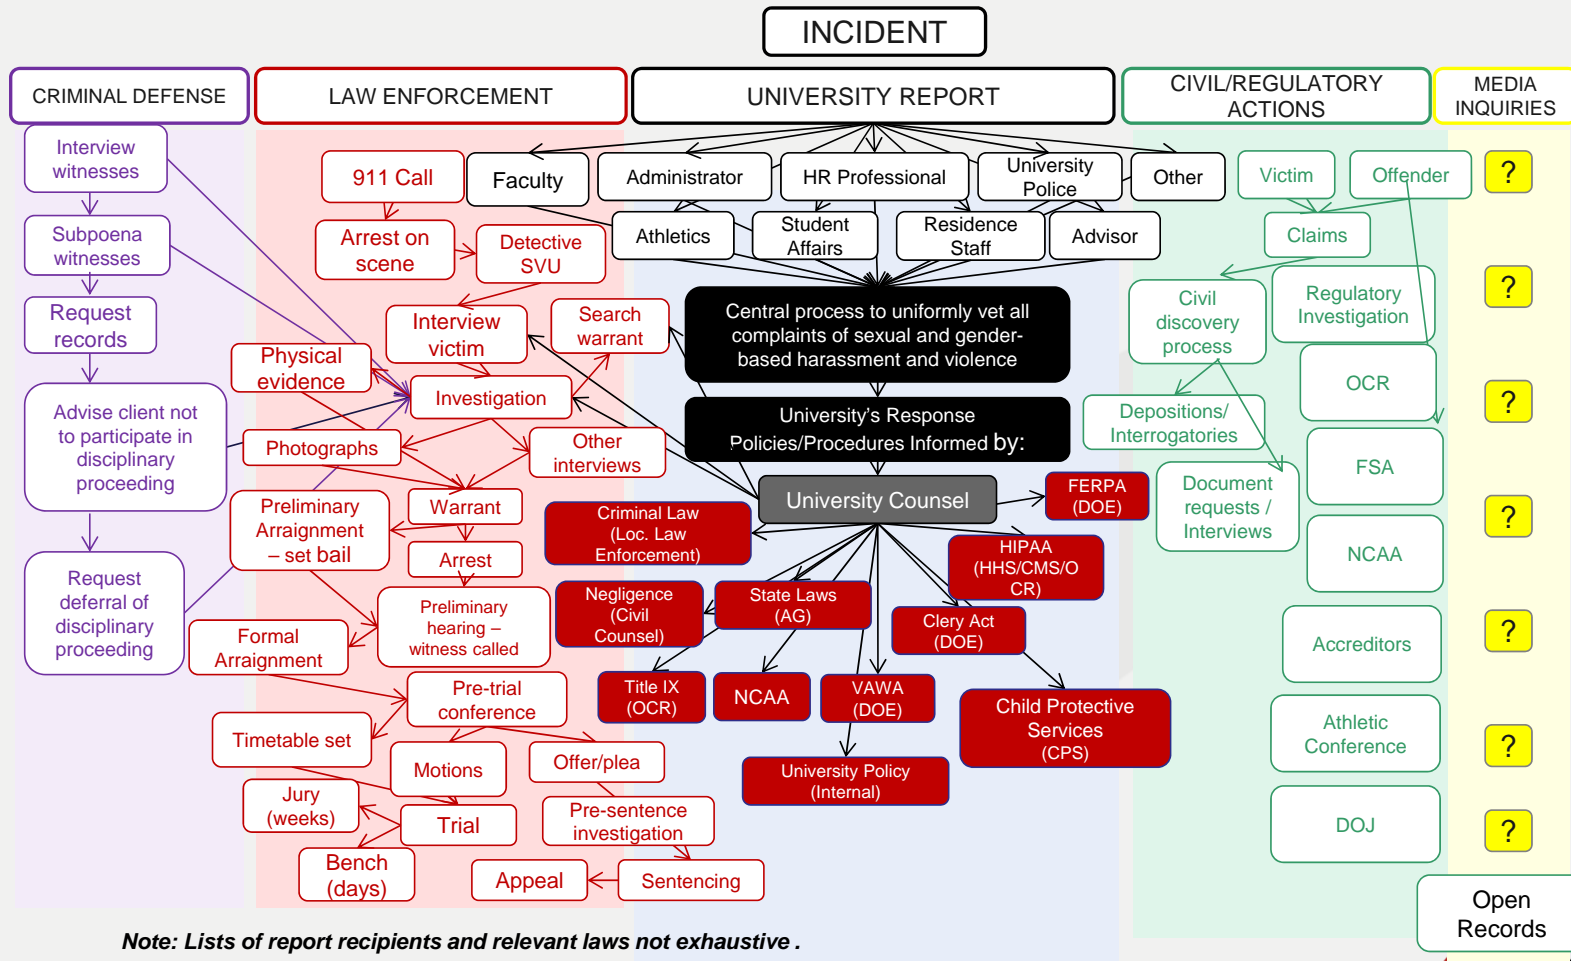 INCIDENT
CRIMINAL DEFENSE
LAW ENFORCEMENT
UNIVERSITY REPORT
CIVIL/REGULATORY
ACTIONS
MEDIA
INQUIRIES
Interview
witnesses
Subpoena
witnesses
Request
records
Advise client not
to participate in
disciplinary
proceeding
Request
deferral of
disciplinary
proceeding
911 Call
Arrest on
scene
Detective
SVU
Interview
victim
Search
warrant
Physical
evidence
Investigation
Photographs
Other
interviews
Warrant
Preliminary
Arraignment
– set bail
Arrest
Preliminary
hearing –
witness called
Formal
Arraignment
Pre-trial
conference
Timetable set
Motions
Offer/plea
Jury
(weeks)
Trial
Pre-sentence
investigation
Bench
(days)
Appeal
Sentencing
Faculty
Administrator
HR Professional
University
Police
Other
Athletics
Student
Affairs
Residence
Staff
Advisor
Central process to uniformly vet all
complaints of sexual and gender-
based harassment and violence
University’s Response
Policies/Procedures Informed by:
University Counsel
FERPA
(DOE)
Criminal Law
(Loc. Law
Enforcement)
HIPAA
(HHS/CMS/O
CR)
Negligence
(Civil
Counsel)
State Laws
(AG)
Clery Act
(DOE)
Title IX
(OCR)
NCAA
VAWA
(DOE)
Child Protective
Services
(CPS)
University Policy
(Internal)
Victim
Offender
Claims
Civil
discovery
process
Regulatory
Investigation
OCR
Depositions/
Interrogatories
FSA
Document
requests /
Interviews
NCAA
Accreditors
Athletic
Conference
DOJ
?
?
?
?
?
?
?
Open
Records
Note: Lists of report recipients and relevant laws not exhaustive .